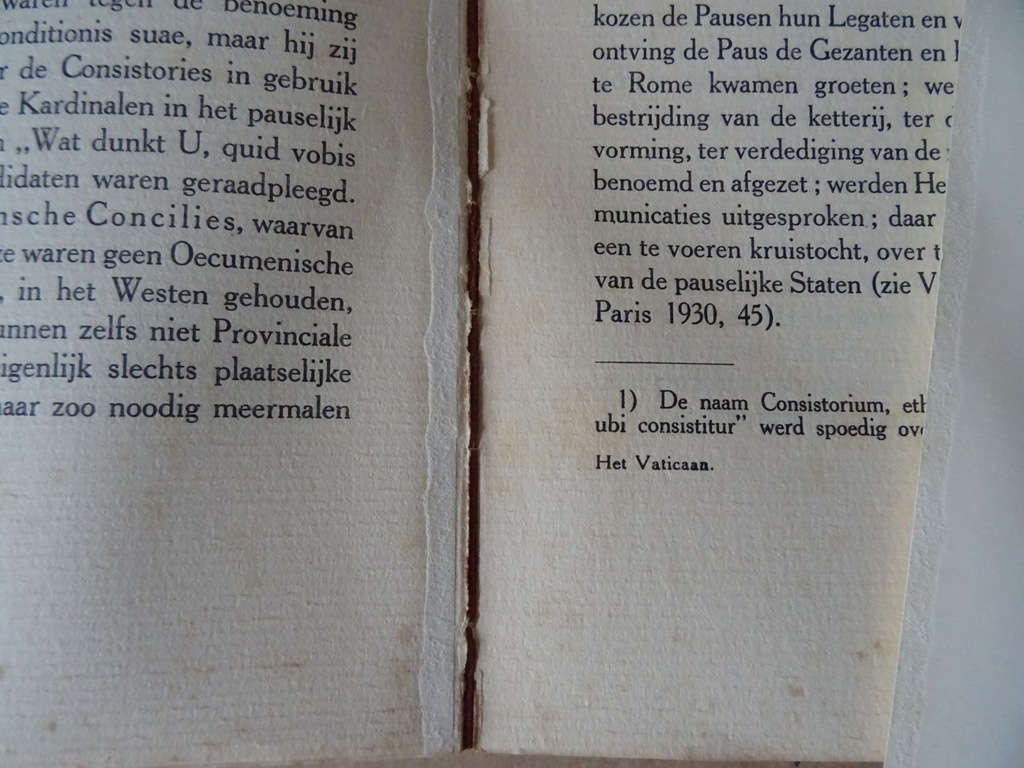 tegen de benoeming
onditionis suae, maar hij zij
r de Consistories in gebruik
e Kardinalen in het pauselijk
„Wat dunkt U, quid vobis
lidaten waren geraadpleegd.
nsche Concilies, waarvan
ze waren geen Oecumenische
, in het Westen gehouden,
unnen zelfs niet Provinciale
igenlijk slechts plaatselijke
aar zoo noodig meermalen
kozen de Pausen hun Legaten en v
ontving de Paus de Gezanten en
te Rome kwamen groeten; we
bestrijding van de ketterij, ter
vorming, ter verdediging van de
benoemd en afgezet; werden He
municaties uitgesproken; daar
een te voeren kruistocht, over t
van de pauselijke Staten (zie V
Paris 1930, 45).
1) De naam Consistorium, eth
ubi consistitur” werd spoedig ov
Het Vaticaan.